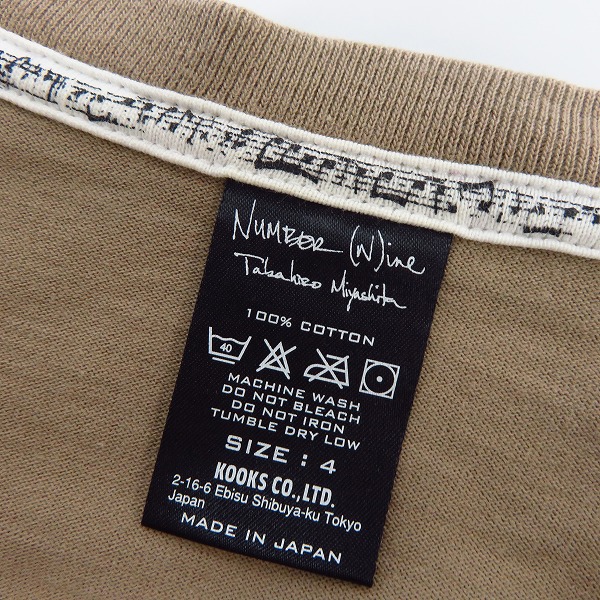 NUMBER (N)ine
Takahiro Miyashita
100% COTTON
40
MACHINE WASH
DO NOT BLEACH
DO NOT IRON
TUMBLE DRY LOW
SIZE : 4
KOOKS CO.,LTD.
2-16-6 Ebisu Shibuya-ku Tokyo
Japan
MADE IN JAPAN